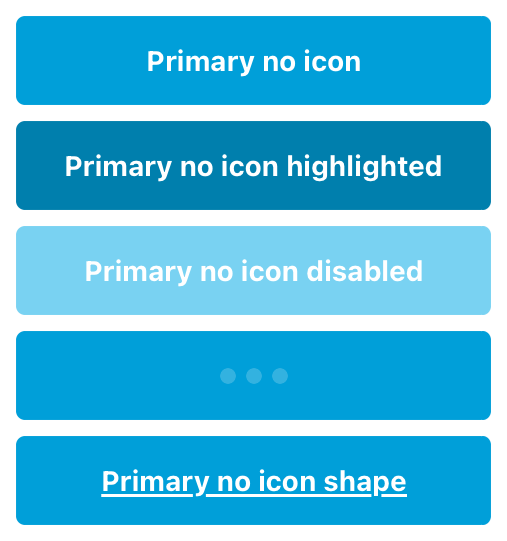 Primary no icon
Primary no icon highlighted
Primary no icon disabled
Primary no icon shape